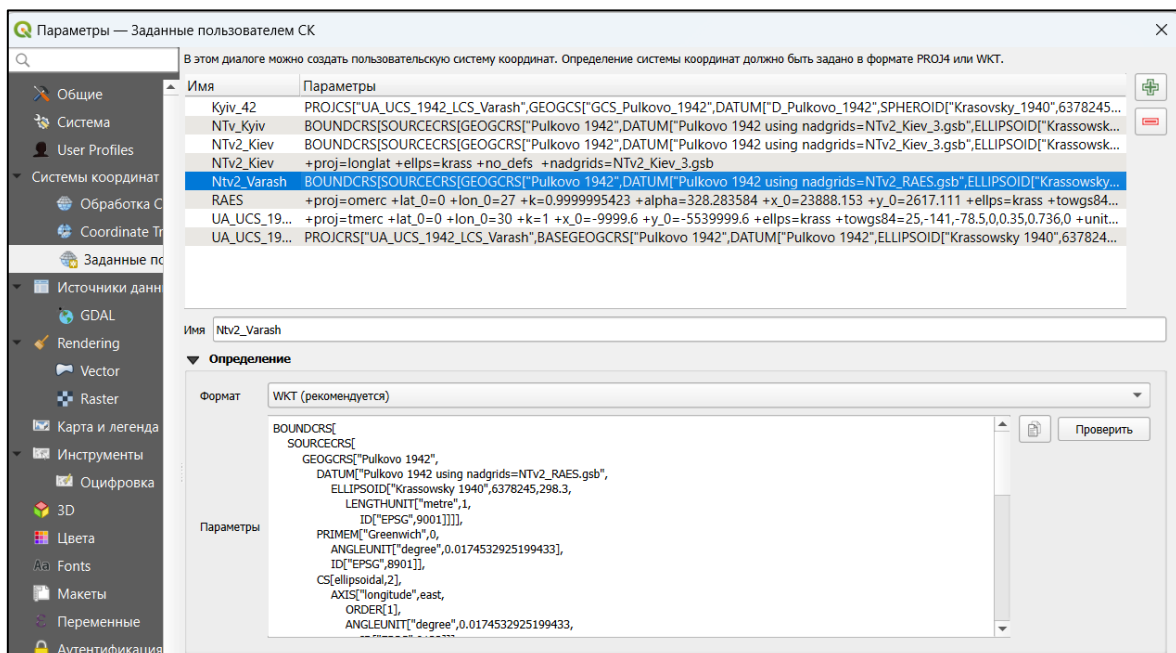 Параметры — Заданные пользователем СК
В этом диалоге можно создать пользовательскую систему координат. Определение системы координат должно быть задано в формате PROJ4 или WKT.
Общие
Система
User Profiles
Системы координат
Обработка С
Coordinate Tr
Заданные по
Источники данн
GDAL
Rendering
Vector
Raster
Карта и легенда
Инструменты
Оцифровка
3D
Цвета
Fonts
Макеты
Переменные
Аутентификация
Имя Параметры
Kyiv_42 PROJCS["UA_UCS_1942_LCS_Varash",GEOGCS["GCS_Pulkovo_1942",DATUM["D_Pulkovo_1942",SPHEROID["Krasovsky_1940",6378245...
NTv_Kyiv BOUNDCRS[SOURCECRS[GEOGCRS["Pulkovo 1942",DATUM["Pulkovo 1942 using nadgrids=NTv2_Kiev_3.gsb",ELLIPSOID["Krassowsk...
NTv2_Kiev BOUNDCRS[SOURCECRS[GEOGCRS["Pulkovo 1942",DATUM["Pulkovo 1942 using nadgrids=NTv2_Kiev_3.gsb",ELLIPSOID["Krassowsk...
NTv2_Kiev +proj=longlat +ellps=krass +no_defs +nadgrids=NTv2_Kiev_3.gsb
Ntv2_Varash BOUNDCRS[SOURCECRS[GEOGCRS["Pulkovo 1942",DATUM["Pulkovo 1942 using nadgrids=NTv2_RAES.gsb",ELLIPSOID["Krassowsky...
RAES +proj=omerc +lat_0=0 +lon_0=27 +k=0.9999995423 +alpha=328.283584 +x_0=23888.153 +y_0=2617.111 +ellps=krass +towgs84...
UA_UCS_19... +proj=tmerc +lat_0=0 +lon_0=30 +k=1 +x_0=-9999.6 +y_0=-5539999.6 +ellps=krass +towgs84=25,-141,-78.5,0,0.35,0.736,0 +unit...
UA_UCS_19... PROJCRS["UA_UCS_1942_LCS_Varash",BASEGEOGCRS["Pulkovo 1942",DATUM["Pulkovo 1942",ELLIPSOID["Krassowsky 1940",637824...
Имя Ntv2_Varash
Определение
Формат WKT (рекомендуется)
Параметры
BOUNDCRS[
SOURCECRS[
GEOGCRS["Pulkovo 1942",
DATUM["Pulkovo 1942 using nadgrids=NTv2_RAES.gsb",
ELLIPSOID["Krassowsky 1940",6378245,298.3,
LENGTHUNIT["metre",1,
ID["EPSG",9001]]]],
PRIMEM["Greenwich",0,
ANGLEUNIT["degree",0.0174532925199433],
ID["EPSG",8901]],
CS[ellipsoidal,2],
AXIS["longitude",east,
ORDER[1],
ANGLEUNIT["degree",0.0174532925199433,
Проверить